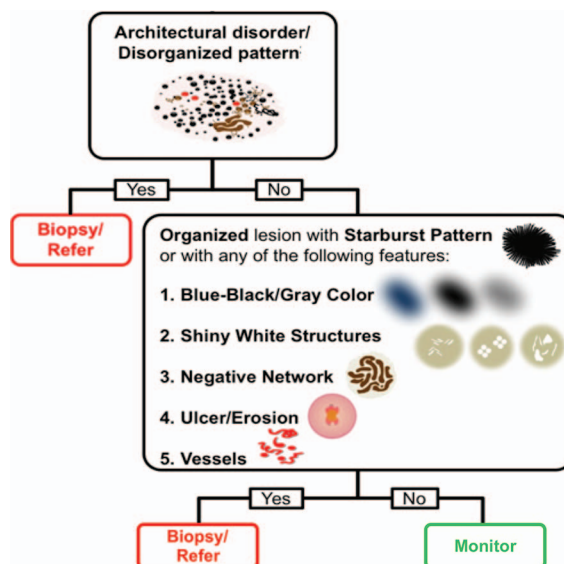 Architectural disorder/
Disorganized pattern
Yes
No
Biopsy/
Refer
Organized lesion with Starburst Pattern
or with any of the following features:
1. Blue-Black/Gray Color
2. Shiny White Structures
3. Negative Network
4. Ulcer/Erosion
5. Vessels
Yes
No
Biopsy/
Refer
Monitor